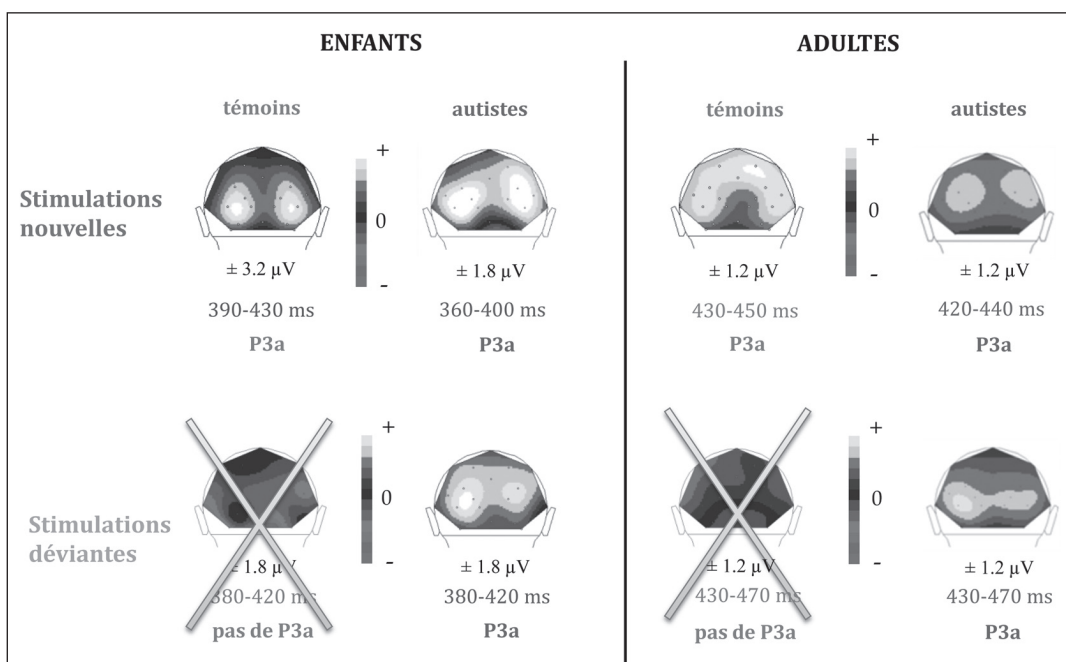 ENFANTS ADULTES
témoins autistes témoins autistes
+ +
Stimulations
nouvelles
0 0
- -
± 3.2 µV ± 1.8 µV ± 1.2 µV ± 1.2 µV
390-430 ms 360-400 ms 430-450 ms 420-440 ms
P3a P3a P3a P3a
+ +
0 0
Stimulations
déviantes
- -
± 1.8 µV ± 1.8 µV ± 1.2 µV ± 1.2 µV
380-420 ms 380-420 ms 430-470 ms 430-470 ms
pas de P3a P3a pas de P3a P3a